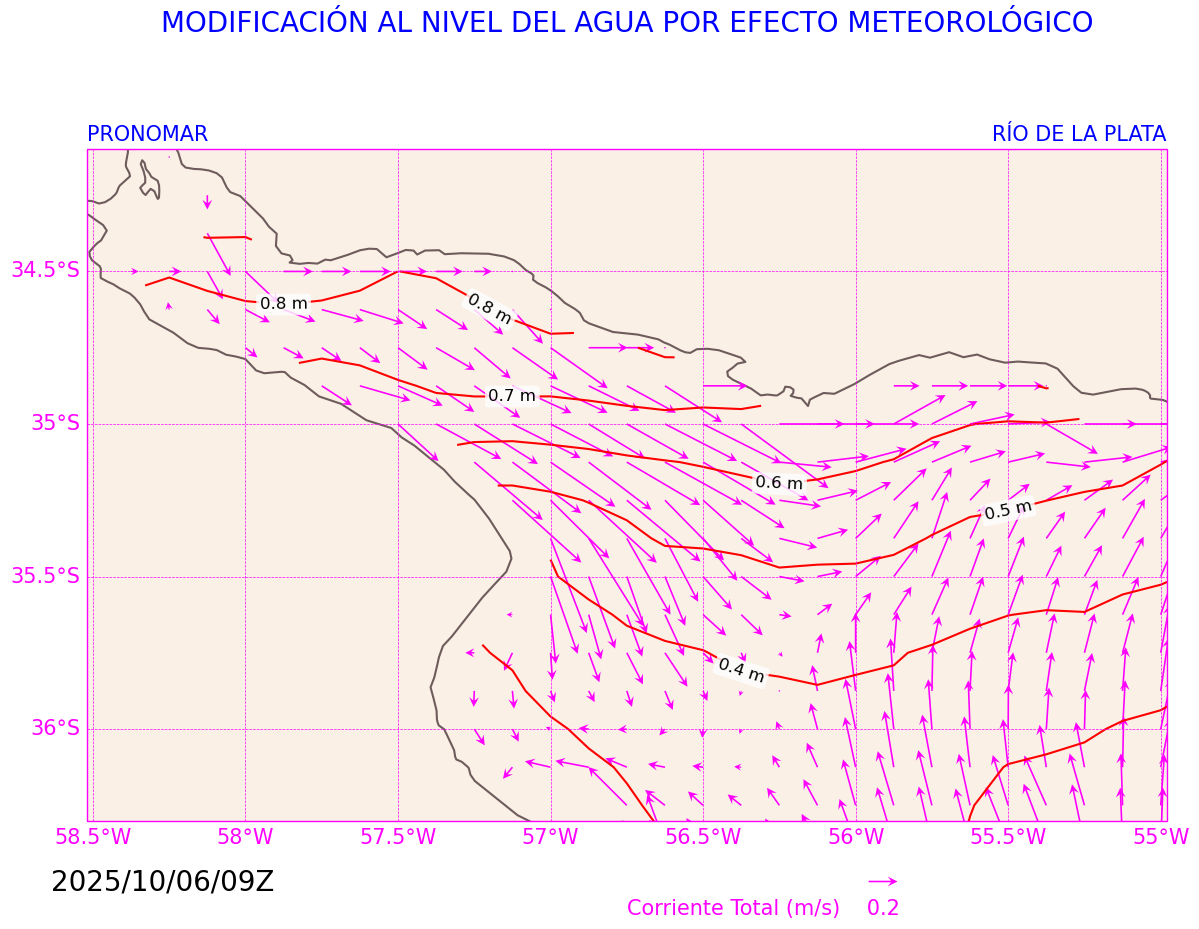 MODIFICACIÓN AL NIVEL DEL AGUA POR EFECTO METEOROLÓGICO
PRONOMAR
RÍO DE LA PLATA
34.5°S
0.8 m
0.8 m
0.7 m
35°S
0.6 m
0.5 m
35.5°S
0.4 m
36°S
58.5°W
58°W
57.5°W
57°W
56.5°W
56°W
55.5°W
55°W
2025/10/06/09Z
Corriente Total (m/s)
0.2